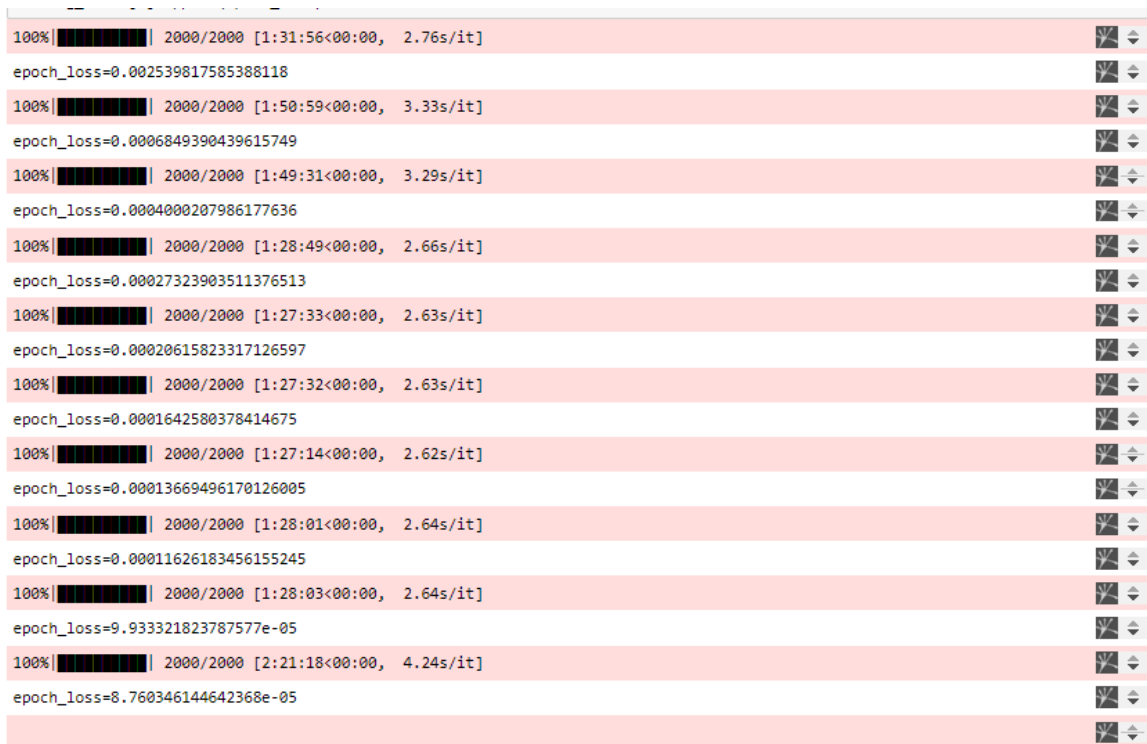 100%|██████████| 2000/2000 [1:31:56<00:00,  2.76s/it]
epoch_loss=0.002539817585388118
100%|██████████| 2000/2000 [1:50:59<00:00,  3.33s/it]
epoch_loss=0.0006849390439615749
100%|██████████| 2000/2000 [1:49:31<00:00,  3.29s/it]
epoch_loss=0.0004000207986177636
100%|██████████| 2000/2000 [1:28:49<00:00,  2.66s/it]
epoch_loss=0.00027323903511376513
100%|██████████| 2000/2000 [1:27:33<00:00,  2.63s/it]
epoch_loss=0.00020615823317126597
100%|██████████| 2000/2000 [1:27:32<00:00,  2.63s/it]
epoch_loss=0.0001642580378414675
100%|██████████| 2000/2000 [1:27:14<00:00,  2.62s/it]
epoch_loss=0.00013669496170126005
100%|██████████| 2000/2000 [1:28:01<00:00,  2.64s/it]
epoch_loss=0.00011626183456155245
100%|██████████| 2000/2000 [1:28:03<00:00,  2.64s/it]
epoch_loss=9.933321823787577e-05
100%|██████████| 2000/2000 [2:21:18<00:00,  4.24s/it]
epoch_loss=8.760346144642368e-05